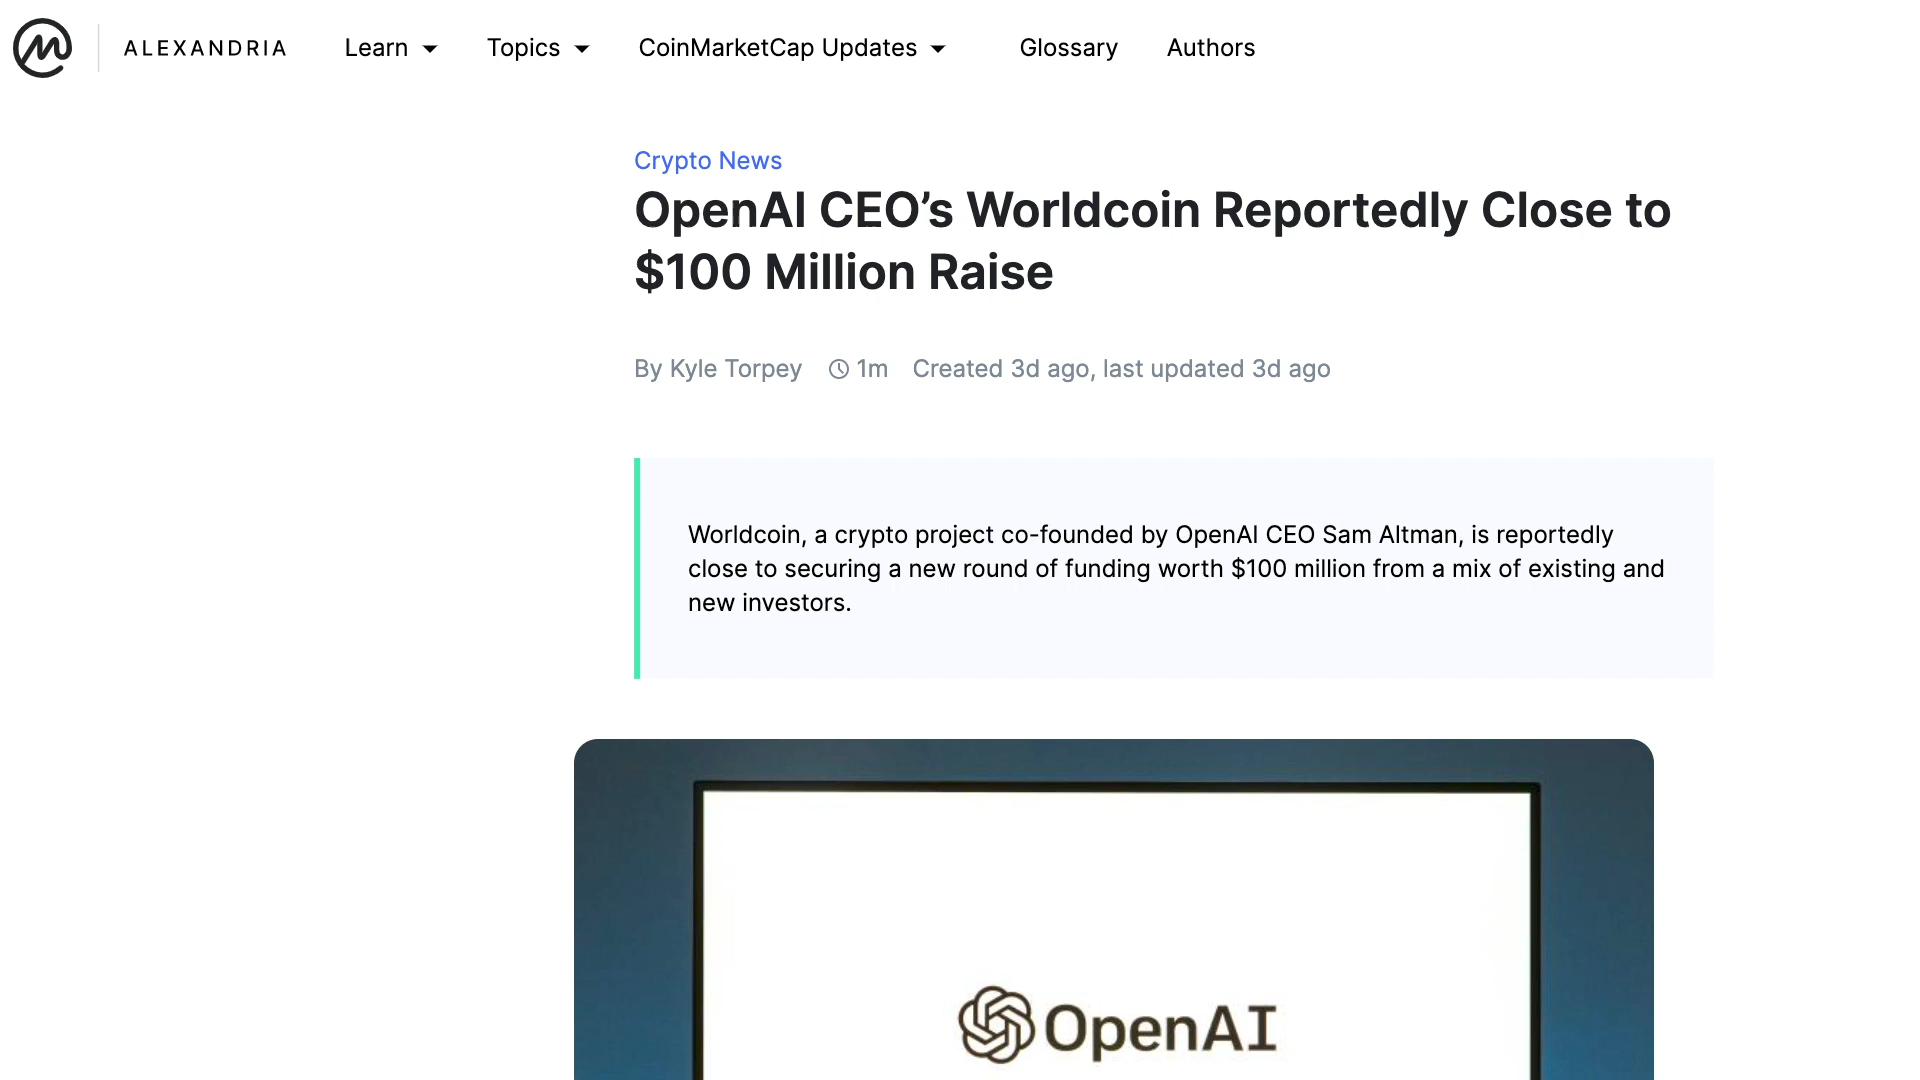 ALEXANDRIA Learn Topics CoinMarketCap Updates Glossary Authors
Crypto News
OpenAI CEO’s Worldcoin Reportedly Close to
$100 Million Raise
By Kyle Torpey 1m Created 3d ago, last updated 3d ago
Worldcoin, a crypto project co-founded by OpenAI CEO Sam Altman, is reportedly
close to securing a new round of funding worth $100 million from a mix of existing and
new investors.
OpenAI